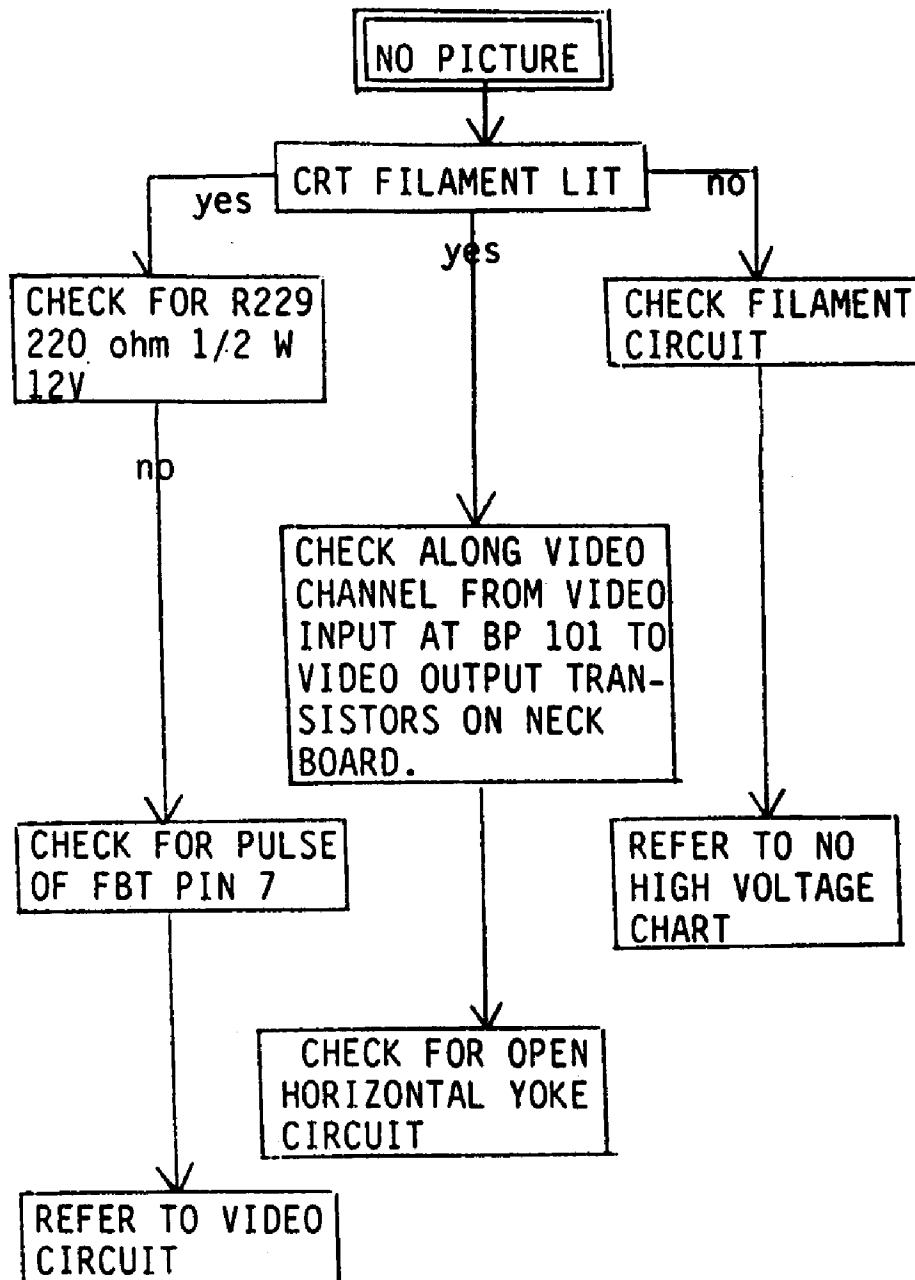 NO PICTURE
CRT FILAMENT LIT
yes
yes
no
CHECK FOR R229
220 ohm 1/2 W
12V
CHECK FILAMENT
CIRCUIT
no
CHECK ALONG VIDEO
CHANNEL FROM VIDEO
INPUT AT BP 101 TO
VIDEO OUTPUT TRAN-
SISTORS ON NECK
BOARD.
CHECK FOR PULSE
OF FBT PIN 7
REFER TO NO
HIGH VOLTAGE
CHART
CHECK FOR OPEN
HORIZONTAL YOKE
CIRCUIT
REFER TO VIDEO
CIRCUIT